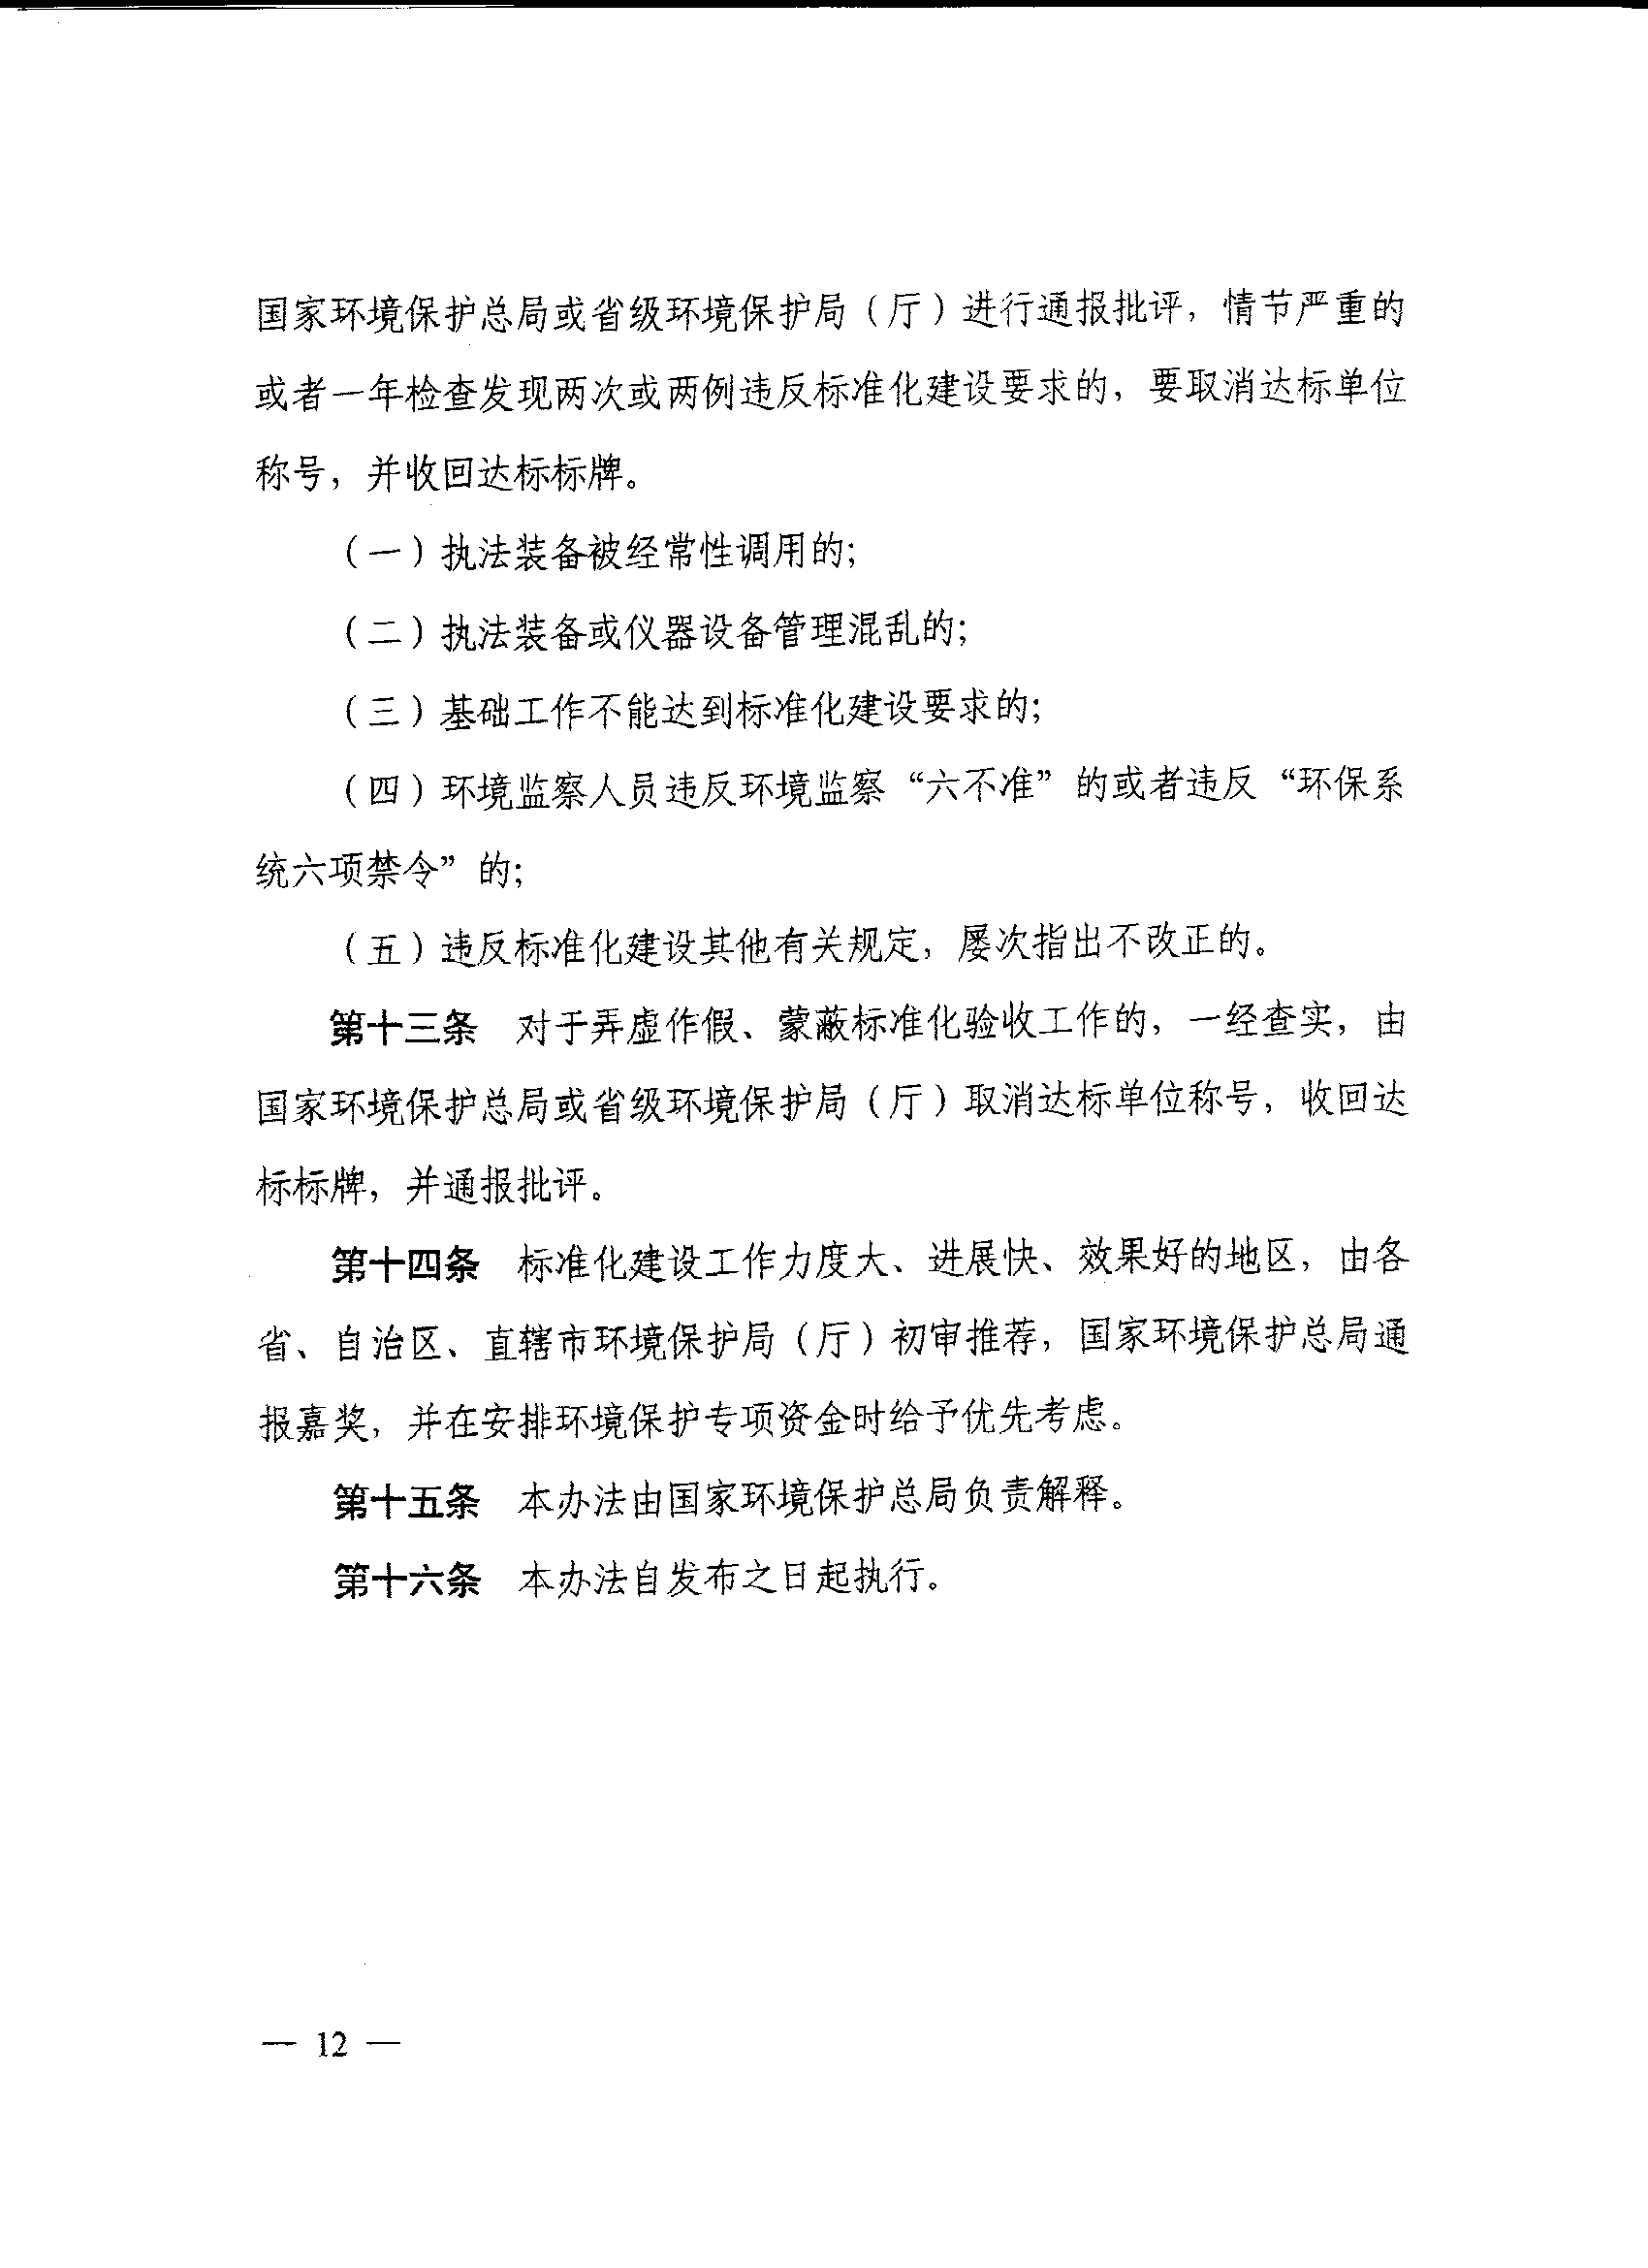 国家环境保护总局或省级环境保护局（厅）进行通报批评，情节严重的
或者一年检查发现两次或两例违反标准化建设要求的，要取消达标单位
称号，并收回达标标牌。
（一）执法装备被经常性调用的；
（二）执法装备或仪器设备管理混乱的；
（三）基础工作不能达到标准化建设要求的；
（四）环境监察人员违反环境监察“六不准”的或者违反“环保系
统六项禁令”的；
（五）违反标准化建设其他有关规定，屡次指出不改正的。
第十三条　对于弄虚作假、蒙蔽标准化验收工作的，一经查实，由
国家环境保护总局或省级环境保护局（厅）取消达标单位称号，收回达
标标牌，并通报批评。
第十四条　标准化建设工作力度大、进展快、效果好的地区，由各
省、自治区、直辖市环境保护局（厅）初审推荐，国家环境保护总局通
报嘉奖，并在安排环境保护专项资金时给予优先考虑。
第十五条　本办法由国家环境保护总局负责解释。
第十六条　本办法自发布之日起执行。
— 12 —